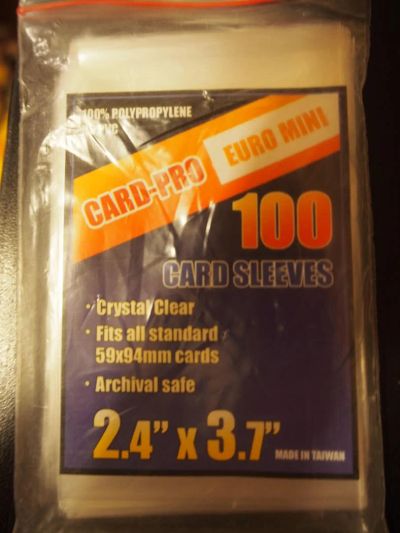 100% POLYPROPYLENE
PVC
CARD-PRO
EURO MINI
100
CARD SLEEVES
· Crystal Clear
· Fits all standard
59x94mm cards
· Archival safe
2.4" x 3.7"
MADE IN TAIWAN